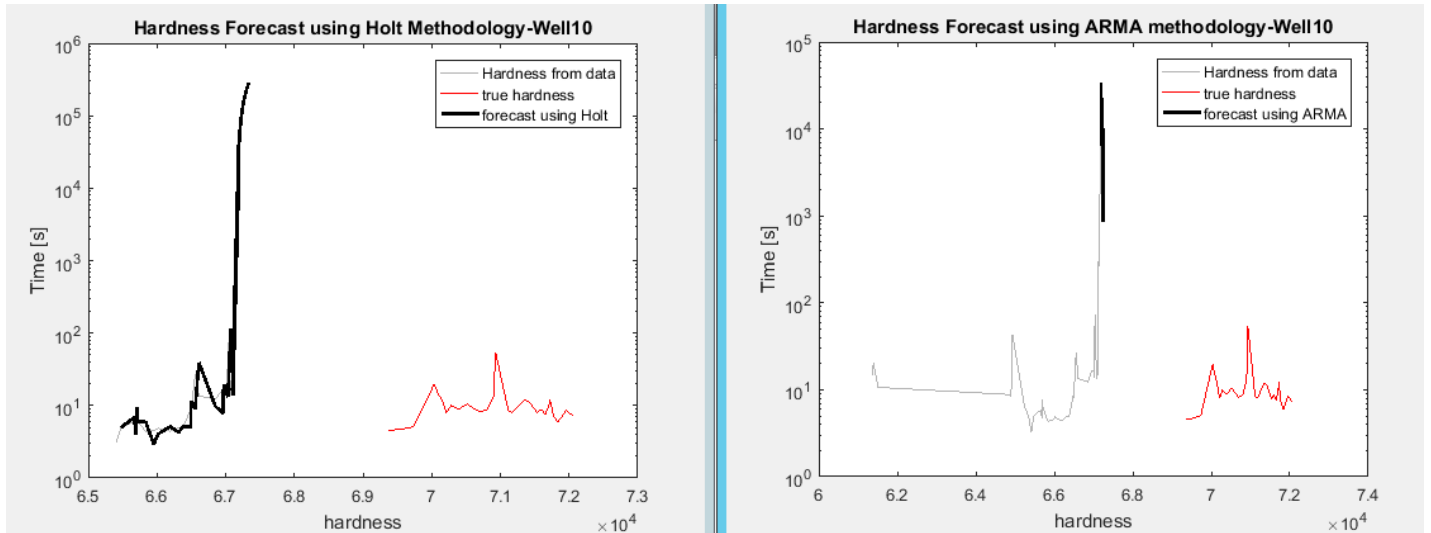 Hardness Forecast using Holt Methodology-Well10
10^6
10^5
10^4
10^3
10^2
10^1
10^0
Time [s]
Hardness from data
true hardness
forecast using Holt
6.5 6.6 6.7 6.8 6.9 7 7.1 7.2 7.3
hardness
× 10^4
Hardness Forecast using ARMA methodology-Well10
10^5
10^4
10^3
10^2
10^1
10^0
Time [s]
Hardness from data
true hardness
forecast using ARMA
6 6.2 6.4 6.6 6.8 7 7.2 7.4
hardness
× 10^4